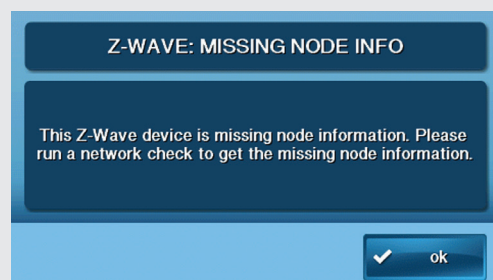 Z-WAVE: MISSING NODE INFO
This Z-Wave device is missing node information. Please
run a network check to get the missing node information.
ok